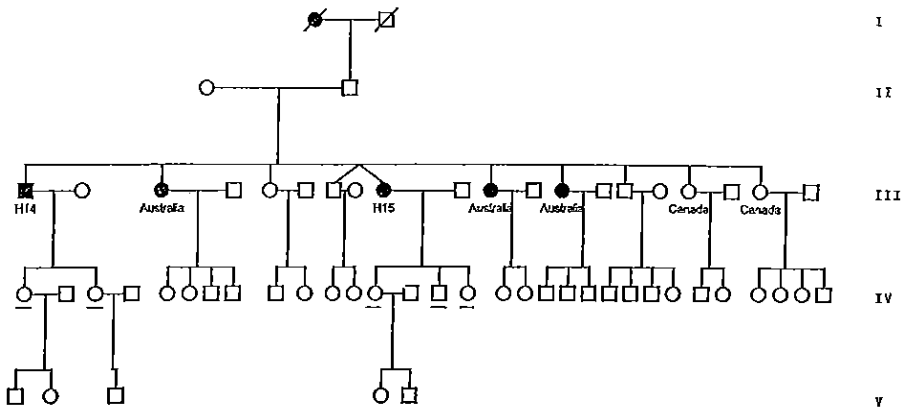 I
II
III
H14
Australia
H15
Australia
Australia
Canada
Canada
IV
V